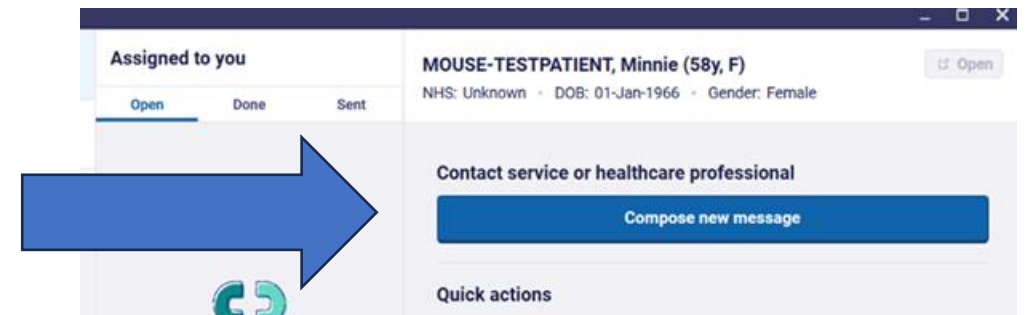 Assigned to you
Open Done Sent
MOUSE-TESTPATIENT, Minnie (58y, F)
Open
NHS: Unknown · DOB: 01-Jan-1966 · Gender: Female
Contact service or healthcare professional
Compose new message
Quick actions